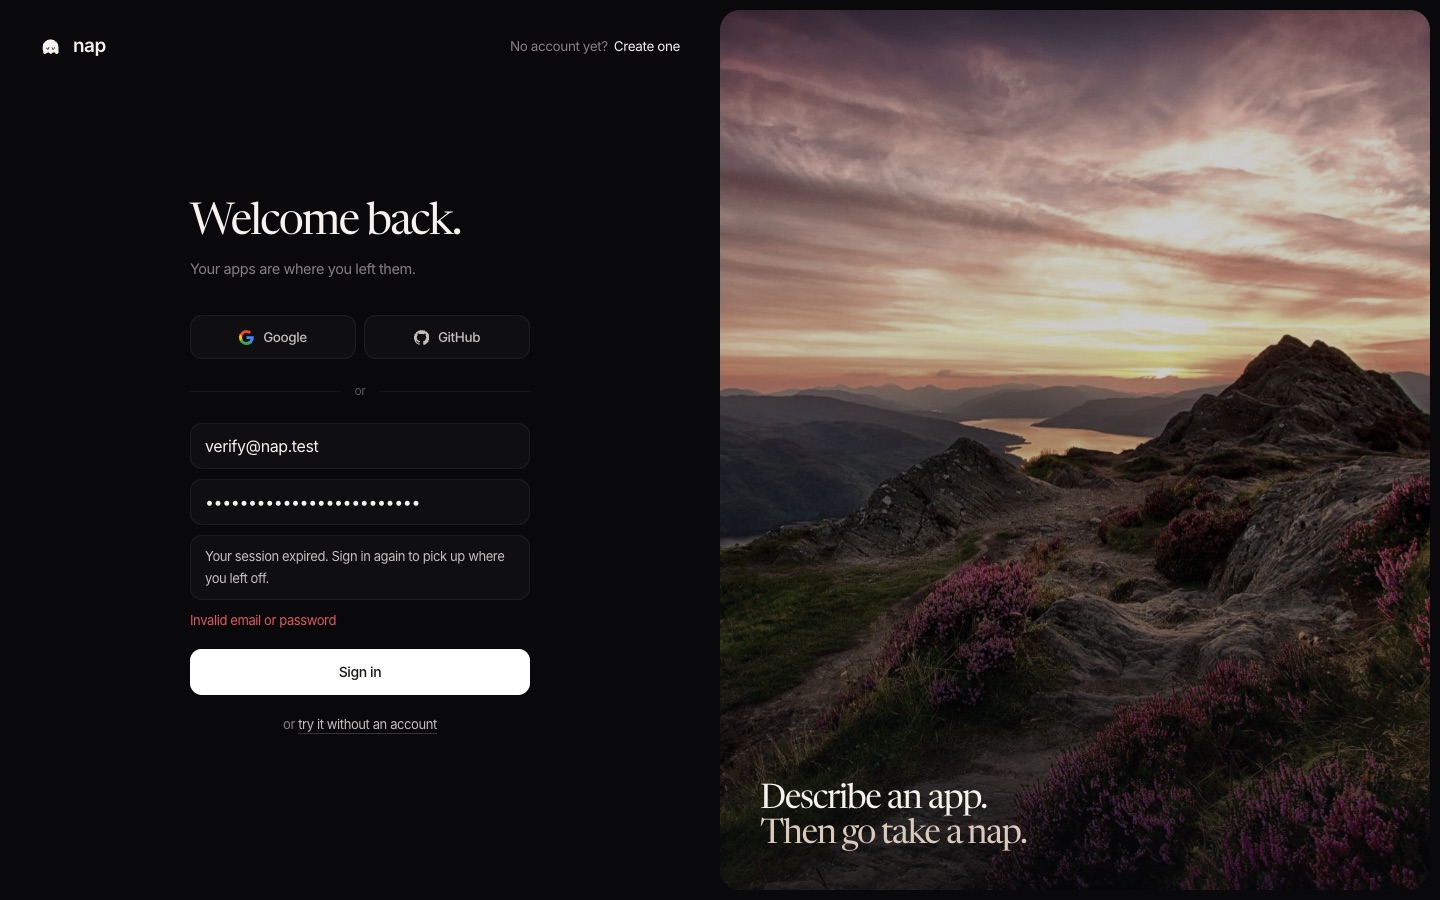 nap
No account yet? Create one
Welcome back.
Your apps are where you left them.
Google
GitHub
or
verify@nap.test
•••••••••••••••••••••••••
Your session expired. Sign in again to pick up where
you left off.
Invalid email or password
Sign in
or try it without an account
Describe an app.
Then go take a nap.